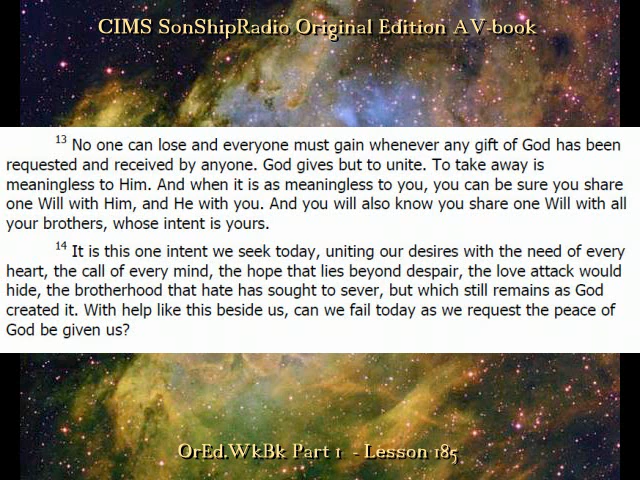 CIMS SonShipRadio Original Edition AV-book
13 No one can lose and everyone must gain whenever any gift of God has been
requested and received by anyone. God gives but to unite. To take away is
meaningless to Him. And when it is as meaningless to you, you can be sure you share
one Will with Him, and He with you. And you will also know you share one Will with all
your brothers, whose intent is yours.
14 It is this one intent we seek today, uniting our desires with the need of every
heart, the call of every mind, the hope that lies beyond despair, the love attack would
hide, the brotherhood that hate has sought to sever, but which still remains as God
created it. With help like this beside us, can we fail today as we request the peace of
God be given us?
OrEd.WkBk Part 1 - Lesson 185